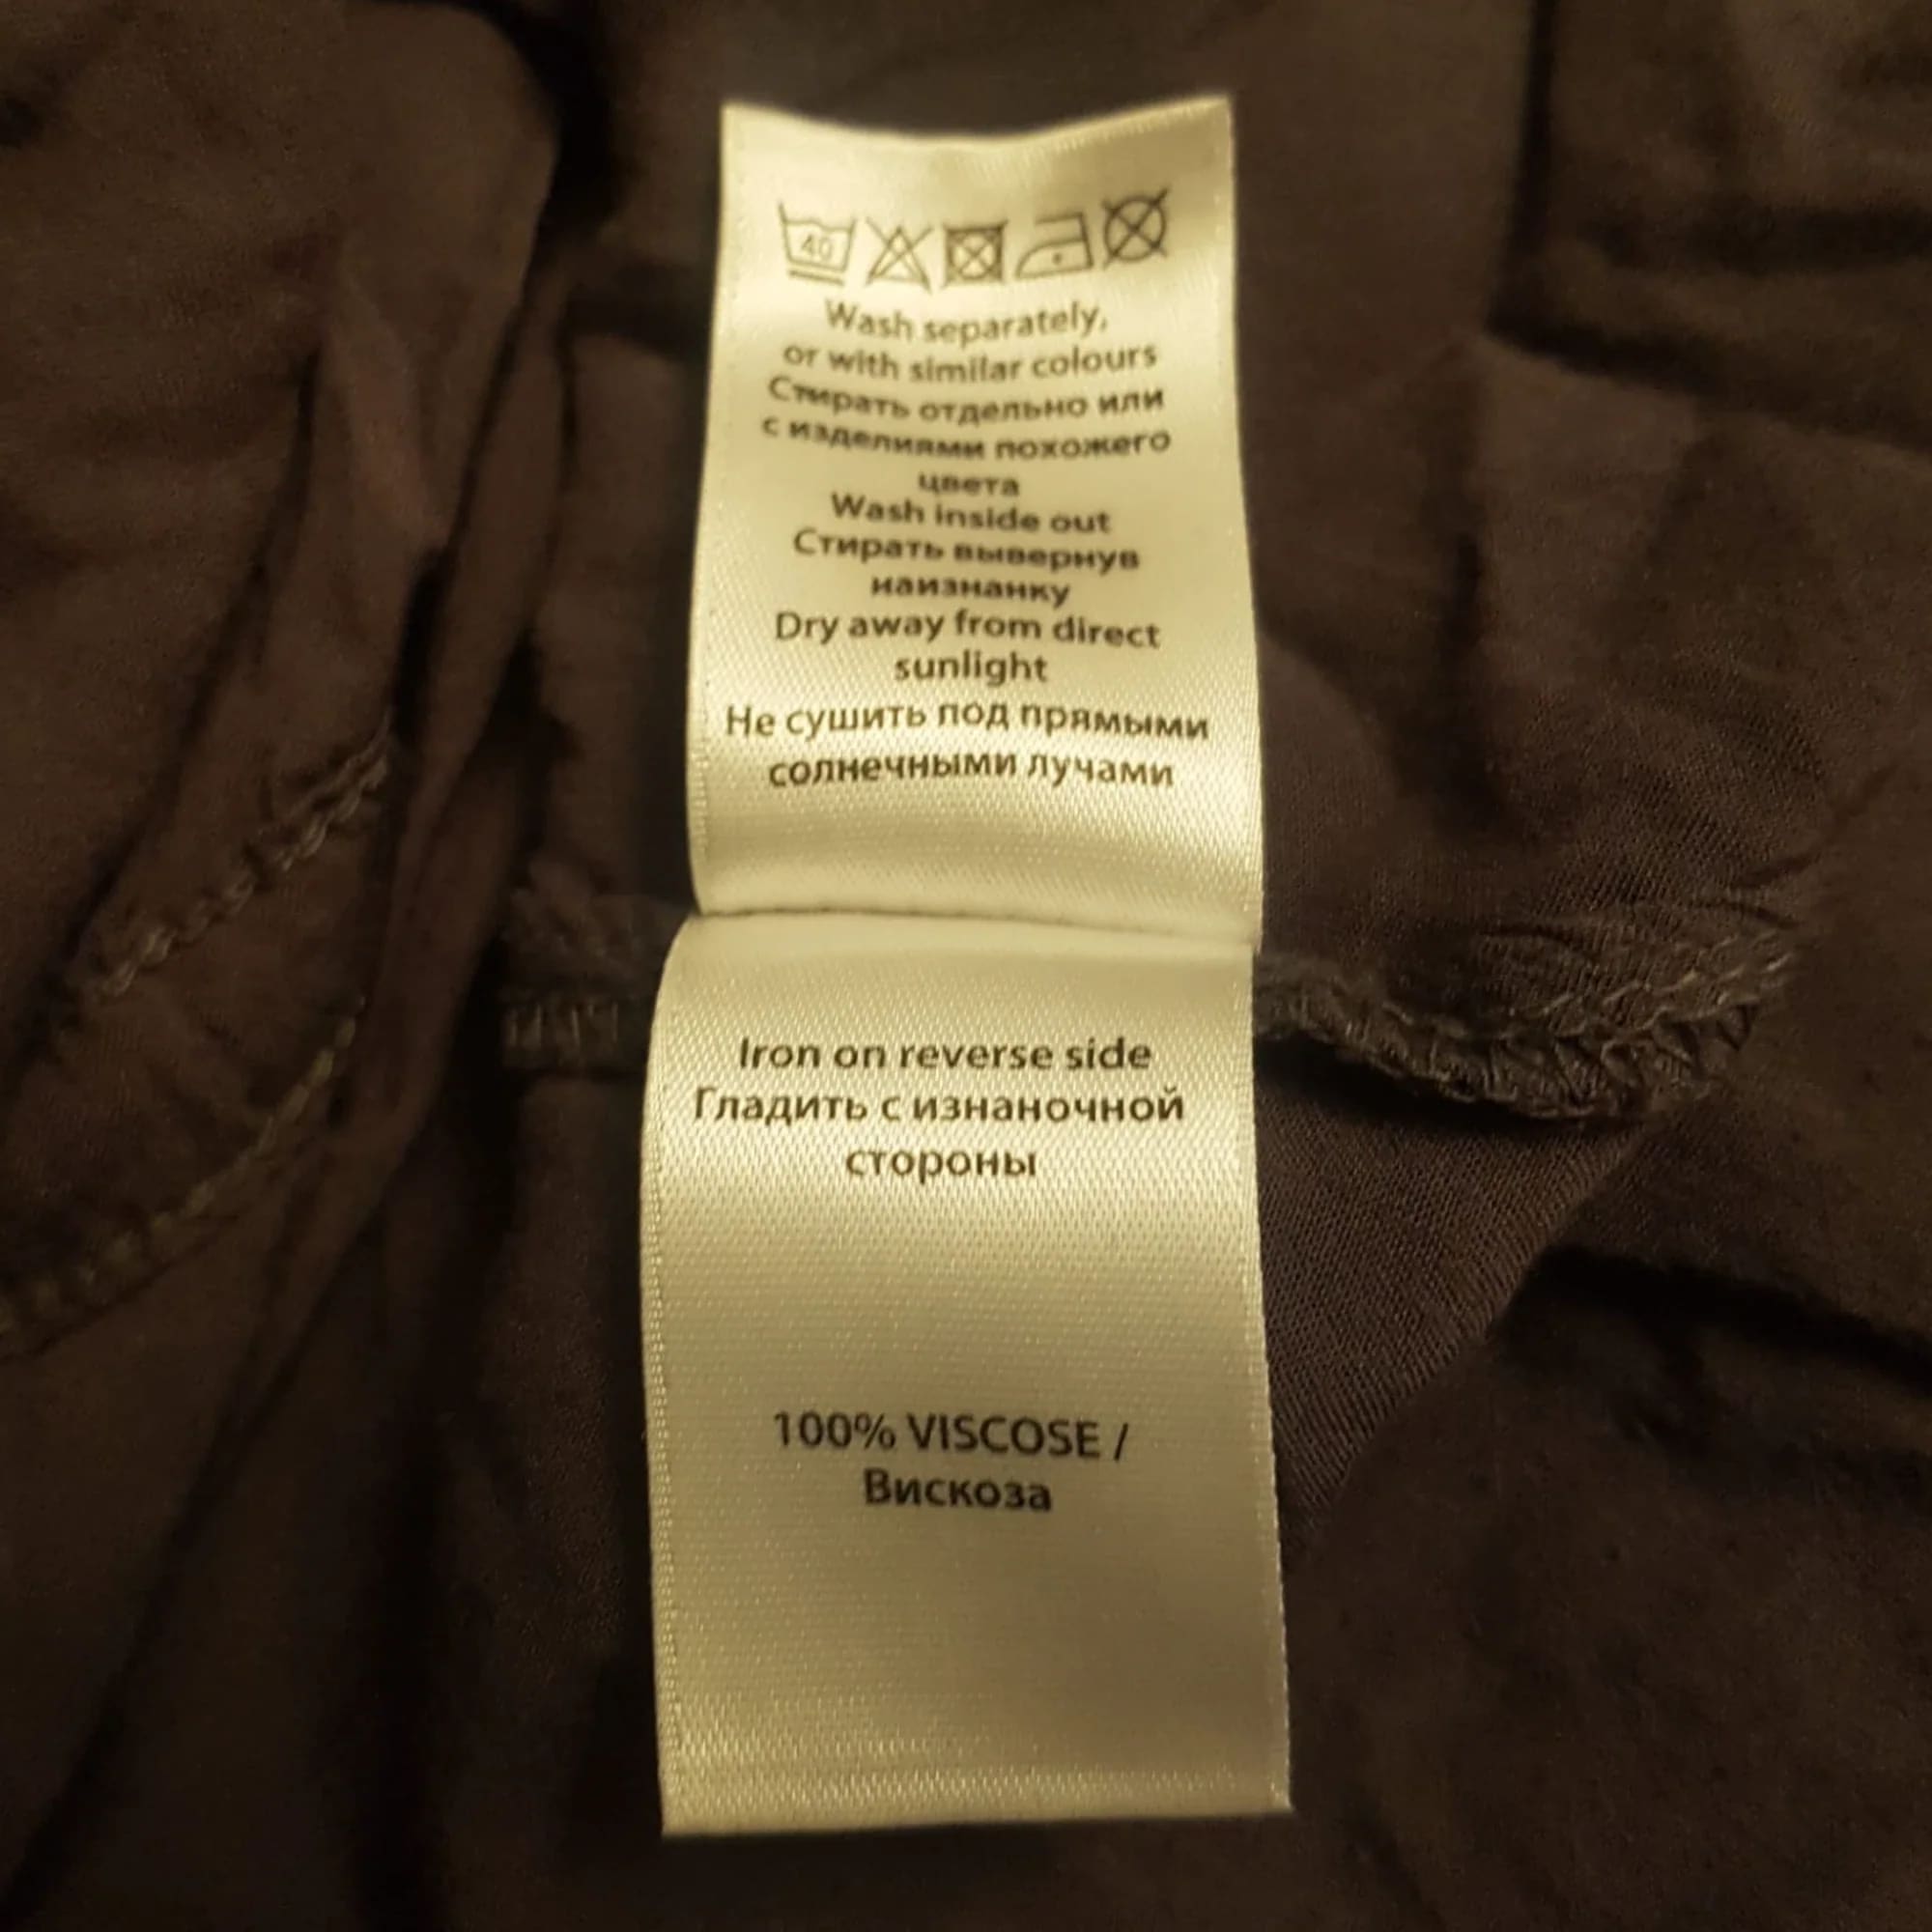 40
Wash separately,
or with similar colours
Стирать отдельно или
с изделиями похожего
цвета
Wash inside out
Стирать вывернув
наизнанку
Dry away from direct
sunlight
Не сушить под прямыми
солнечными лучами
Iron on reverse side
Гладить с изнаночной
стороны
100% VISCOSE /
Вискоза